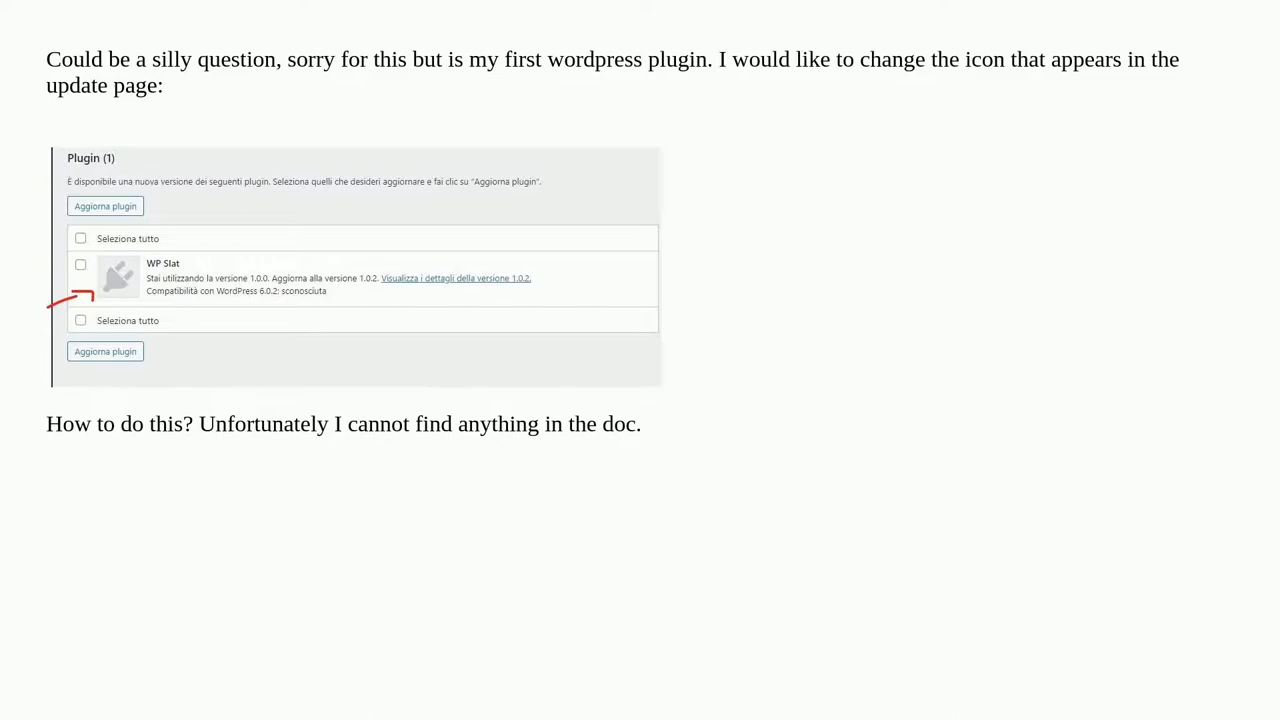 Could be a silly question, sorry for this but is my first wordpress plugin. I would like to change the icon that appears in the
update page:
Plugin (1)
È disponibile una nuova versione dei seguenti plugin. Seleziona quelli che desideri aggiornare e fai clic su "Aggiorna plugin".
Aggiorna plugin
Seleziona tutto
WP Slat
Stai utilizzando la versione 1.0.0. Aggiorna alla versione 1.0.2. Visualizza i dettagli della versione 1.0.2.
Compatibilità con WordPress 6.0.2: sconosciuta
Seleziona tutto
Aggiorna plugin
How to do this? Unfortunately I cannot find anything in the doc.